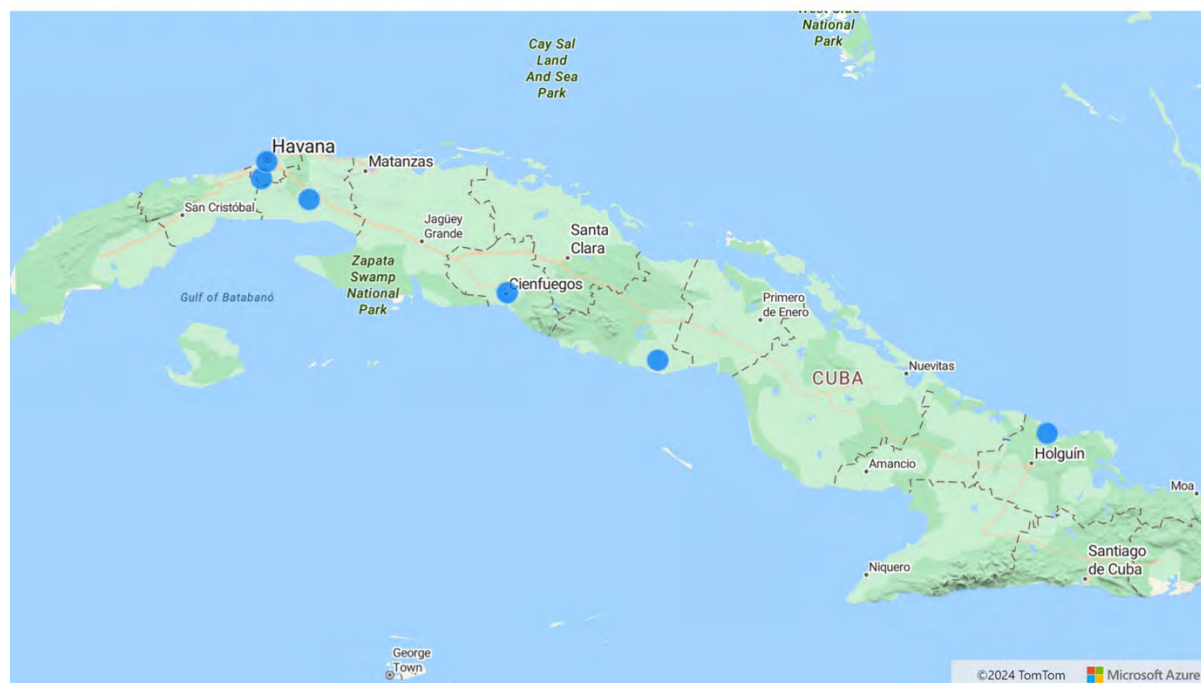 West Side
National
Park
Cay Sal
Land
And Sea
Park
Havana
Matanzas
San Cristóbal
Jagüey
Grande
Santa
Clara
Zapata
Swamp
National
Park
Cienfuegos
Gulf of Batabanó
Primero
de Enero
CUBA
Nuevitas
Holguín
Amancio
Moa
Santiago
de Cuba
Niquero
George
Town
©2024 TomTom
Microsoft Azure